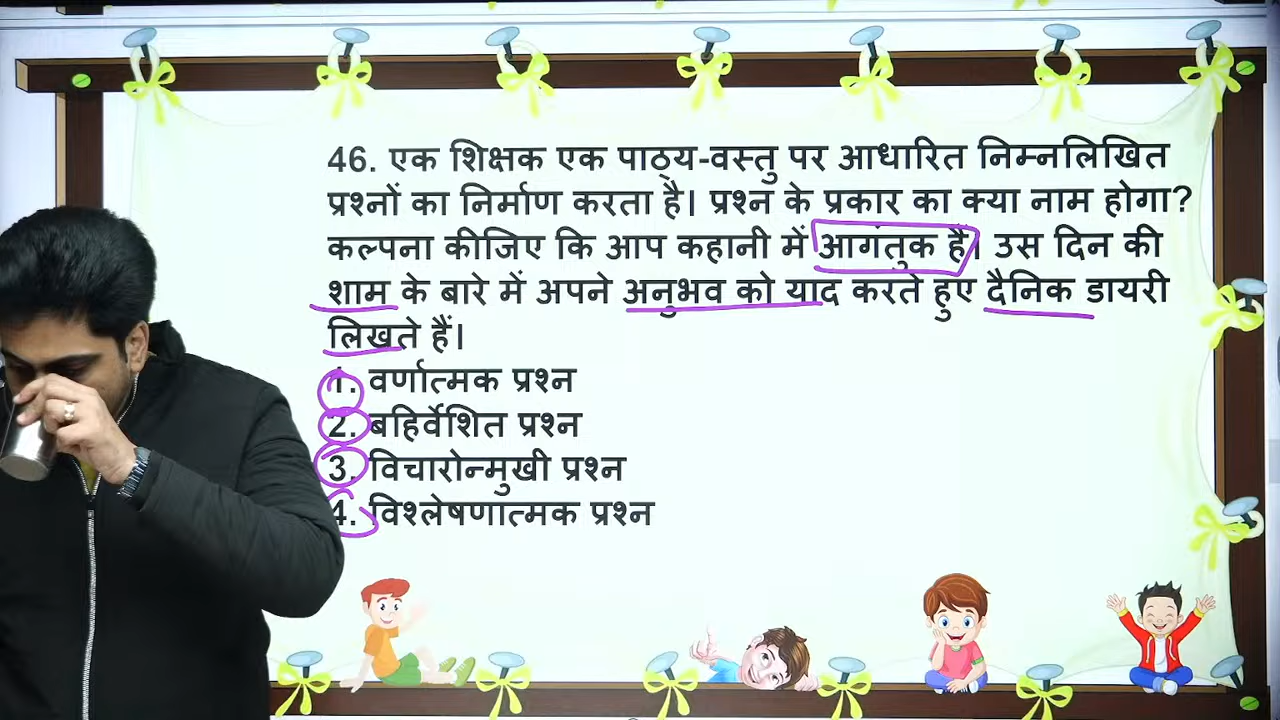 46. एक शिक्षक एक पाठ्य-वस्तु पर आधारित निम्नलिखित
प्रश्नों का निर्माण करता है। प्रश्न के प्रकार का क्या नाम होगा?
कल्पना कीजिए कि आप कहानी में आगंतुक हैं। उस दिन की
शाम के बारे में अपने अनुभव को याद करते हुए दैनिक डायरी
लिखते हैं।
1. वर्णात्मक प्रश्न
2. बहिर्वेशित प्रश्न
3. विचारोन्मुखी प्रश्न
4. विश्लेषणात्मक प्रश्न